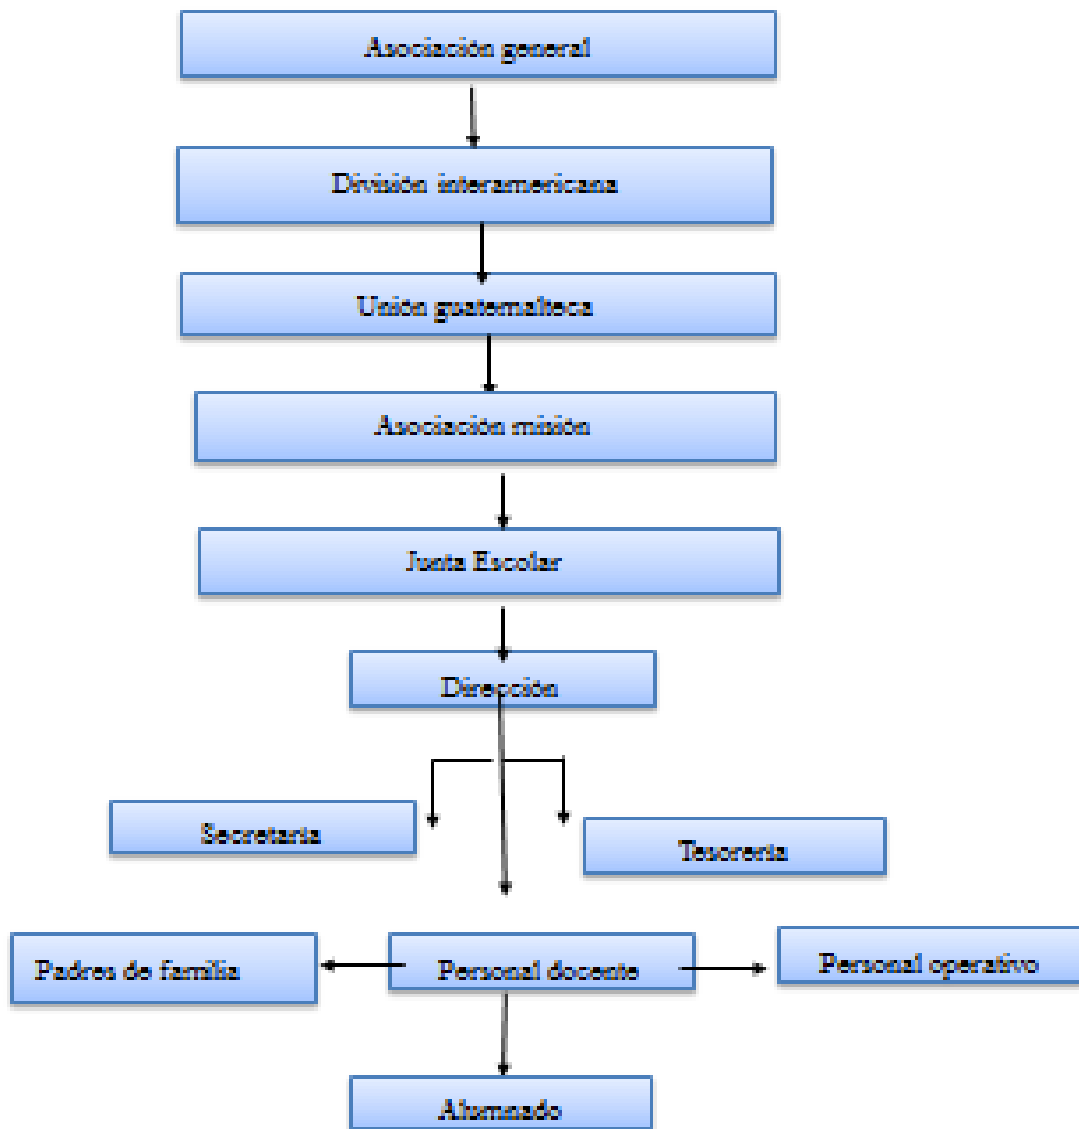 Asociación general
División interamericana
Unión guatemalteca
Asociación misión
Junta Escolar
Dirección
Secretaria
Tesorería
Padres de familia
Personal docente
Personal operativo
Alumnado